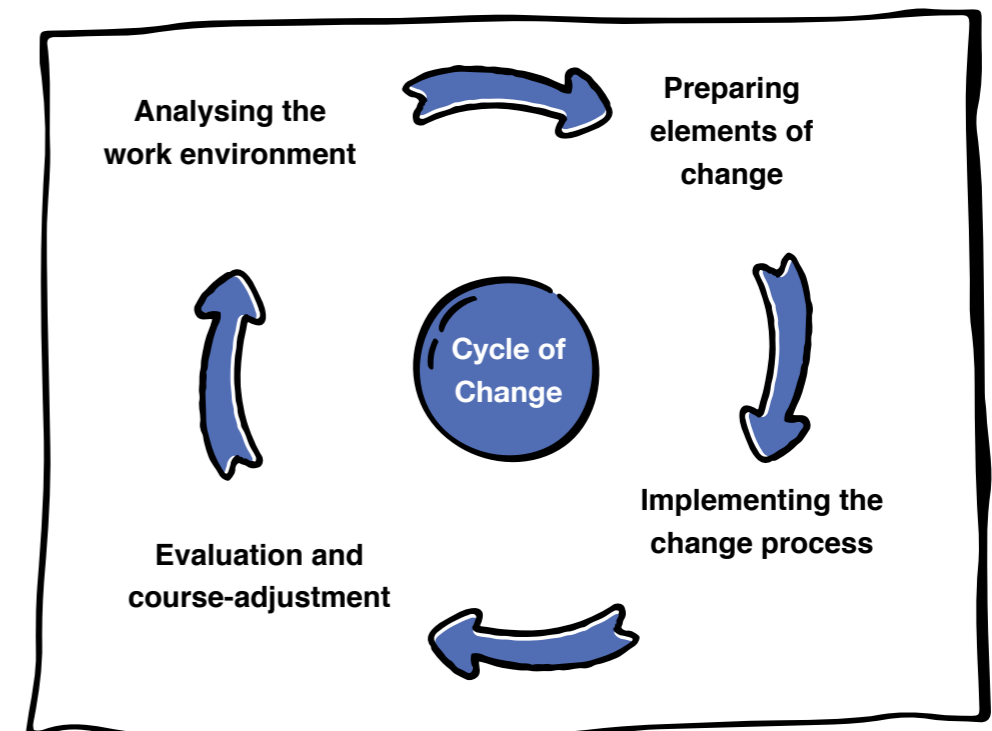 Analysing the
work environment
Preparing
elements of
change
Cycle of
Change
Implementing the
change process
Evaluation and
course-adjustment